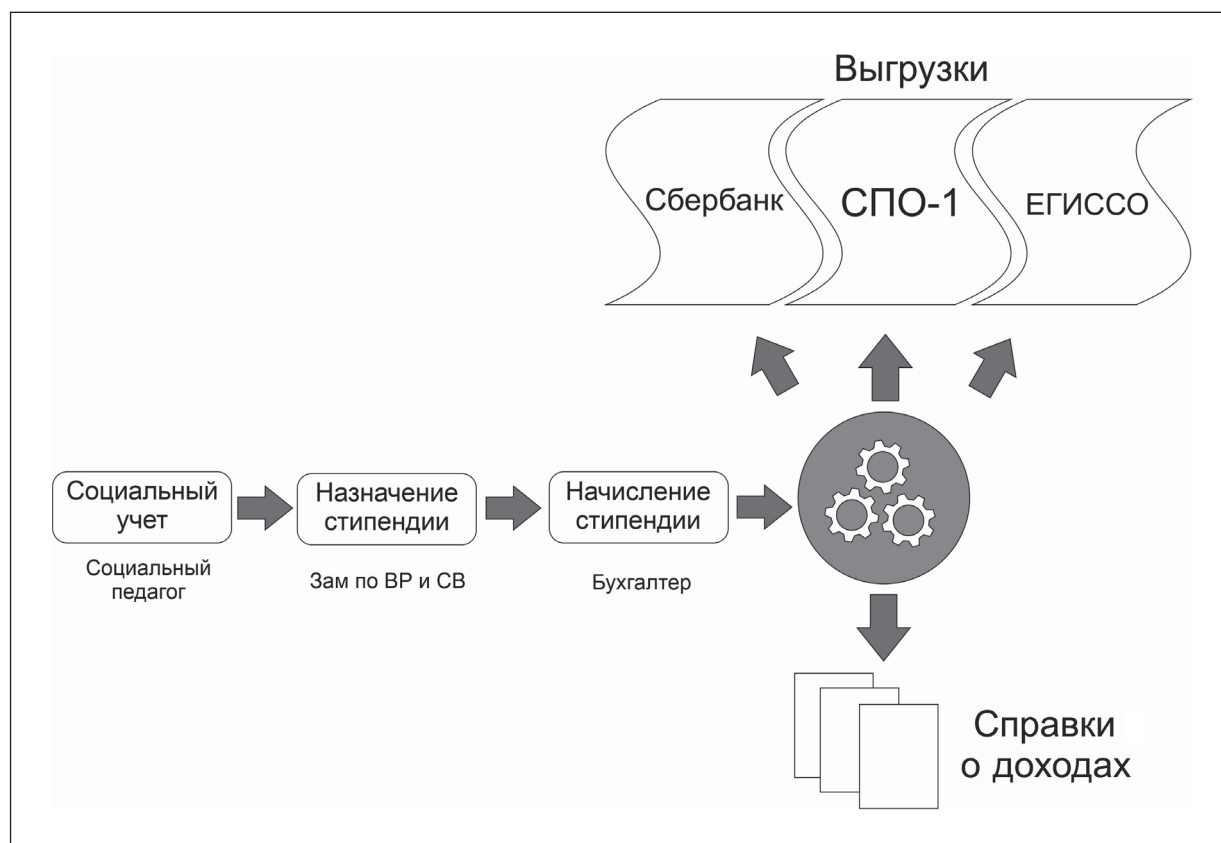 Выгрузки
Сбербанк
СПО-1
ЕГИССО
Социальный
учет
Назначение
стипендии
Начисление
стипендии
Социальный
педагог
Зам по ВР и СВ
Бухгалтер
Справки
о доходах